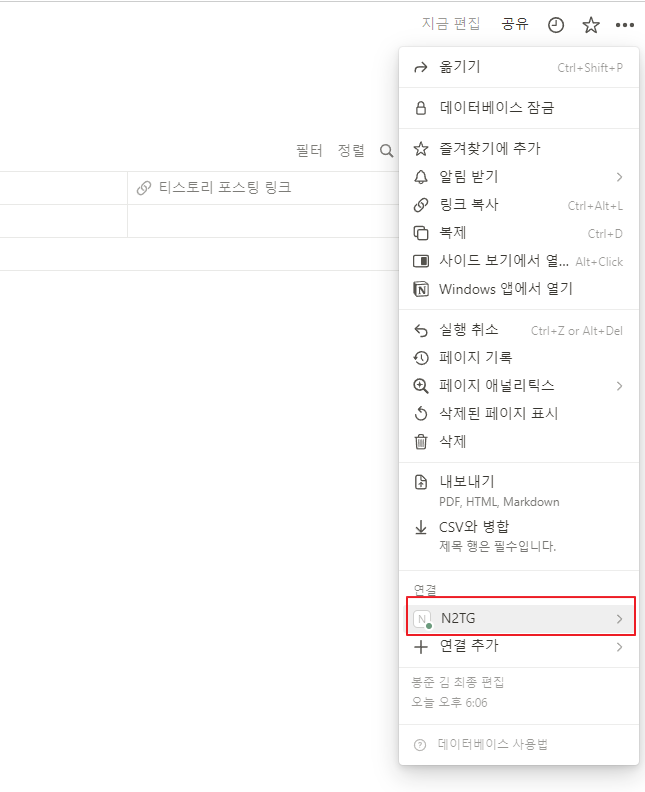 지금 편집 공유
옮기기 Ctrl+Shift+P
데이터베이스 잠금
필터 정렬
즐겨찾기에 추가
알림 받기
티스토리 포스팅 링크
링크 복사 Ctrl+Alt+L
복제 Ctrl+D
사이드 보기에서 열... Alt+Click
Windows 앱에서 열기
실행 취소 Ctrl+Z or Alt+Del
페이지 기록
페이지 애널리틱스
삭제된 페이지 표시
삭제
내보내기
PDF, HTML, Markdown
CSV와 병합
제목 행은 필수입니다.
연결
N N2TG
연결 추가
봉준 김 최종 편집
오늘 오후 6:06
데이터베이스 사용법